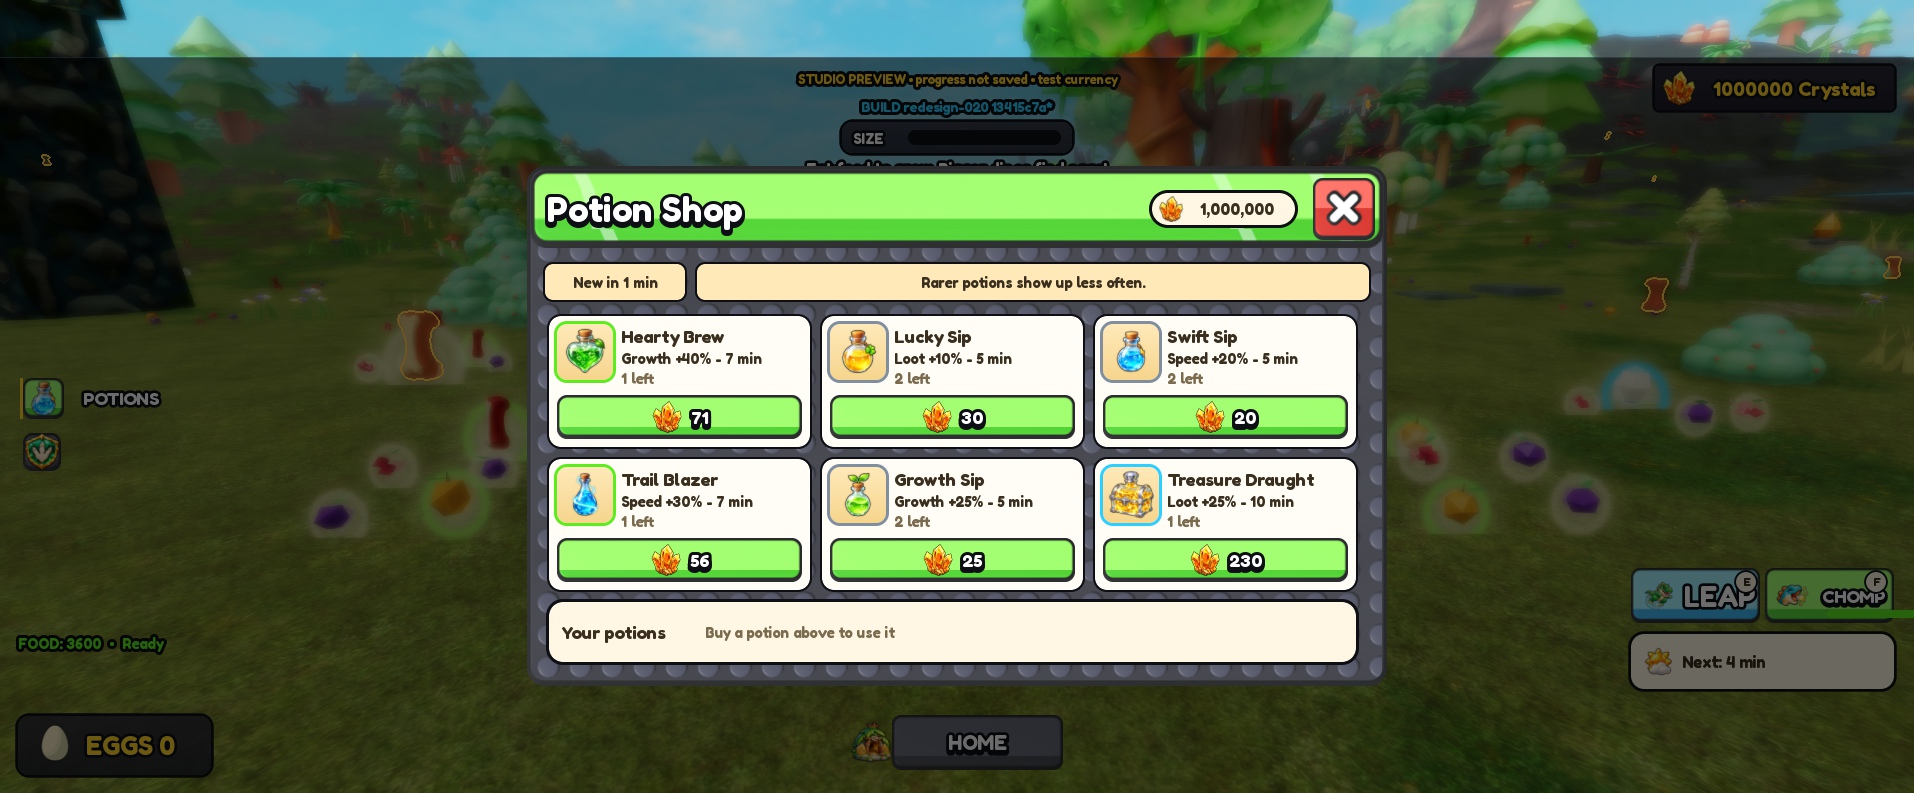 STUDIO PREVIEW • progress not saved • test currency
BUILD redesign-020 13415c7a*
1000000 Crystals
SIZE
Potion Shop
1,000,000
New in 1 min
Rarer potions show up less often.
Hearty Brew
Growth +40% - 7 min
1 left
71
Lucky Sip
Loot +10% - 5 min
2 left
30
Swift Sip
Speed +20% - 5 min
2 left
20
Trail Blazer
Speed +30% - 7 min
1 left
56
Growth Sip
Growth +25% - 5 min
2 left
25
Treasure Draught
Loot +25% - 10 min
1 left
230
Your potions
Buy a potion above to use it
POTIONS
FOOD: 3600 • Ready
EGGS 0
HOME
LEAP
E
CHOMP
F
Next: 4 min